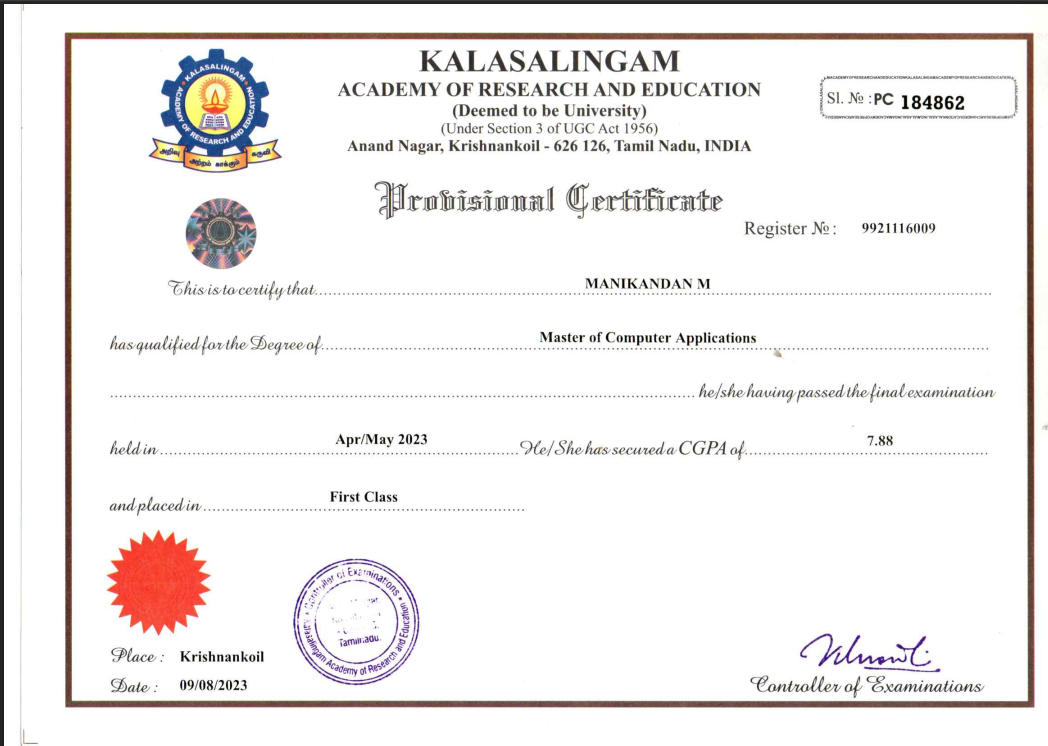 KALASALINGAM
ACADEMY OF RESEARCH AND EDUCATION
(Deemed to be University)
(Under Section 3 of UGC Act 1956)
Anand Nagar, Krishnankoil - 626 126, Tamil Nadu, INDIA
KALASALINGAM
ACADEMY OF RESEARCH AND EDUCATION
அறிவு அற்றம் காக்கும் கருவி
Sl. № : PC 184862
Provisional Certificate
Register № : 9921116009
This is to certify that MANIKANDAN M
has qualified for the Degree of Master of Computer Applications
he/she having passed the final examination
held in Apr/May 2023 He/She has secured a CGPA of 7.88
and placed in First Class
Controller of Examinations
Kalasalingam Academy of Research and Education
Tamilnadu.
Place : Krishnankoil
Date : 09/08/2023
Controller of Examinations